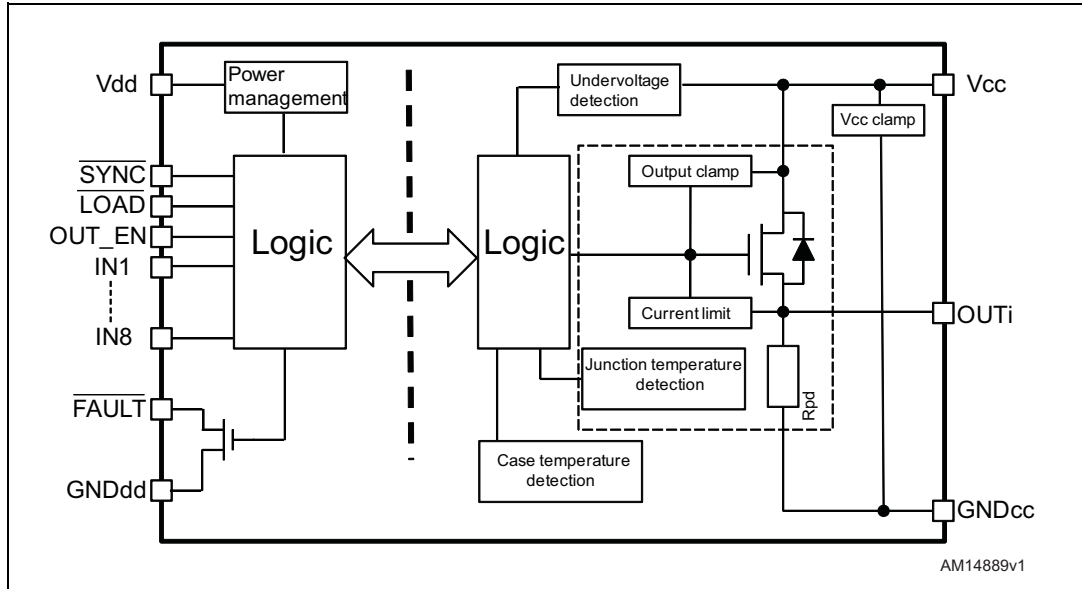 Vdd
Power
management
SYNC
LOAD
OUT_EN
IN1
IN8
FAULT
GNDdd
Logic
Logic
Undervoltage
detection
Vcc
Vcc clamp
Output clamp
Current limit
OUTi
Junction temperature
detection
Rpd
Case temperature
detection
GNDcc
AM14889v1